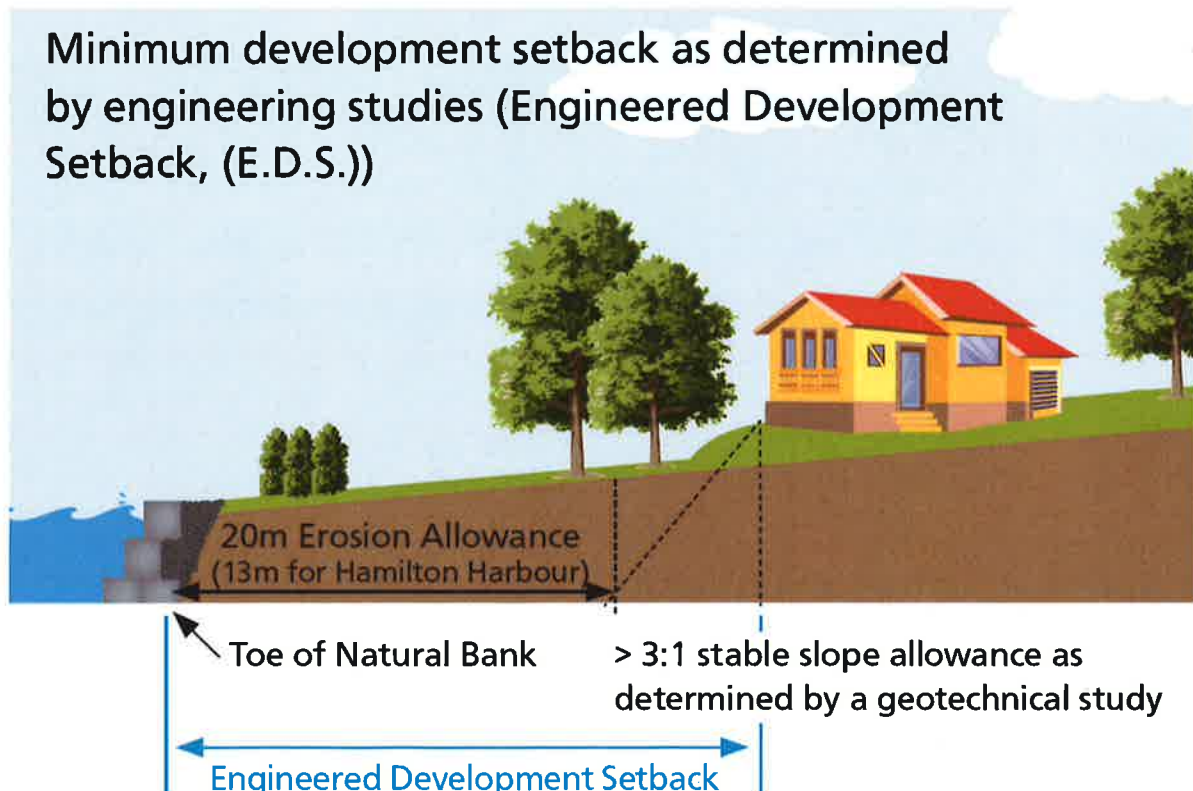 Minimum development setback as determined
by engineering studies (Engineered Development
Setback, (E.D.S.))
20m Erosion Allowance
(13m for Hamilton Harbour)
Toe of Natural Bank
> 3:1 stable slope allowance as
determined by a geotechnical study
Engineered Development Setback